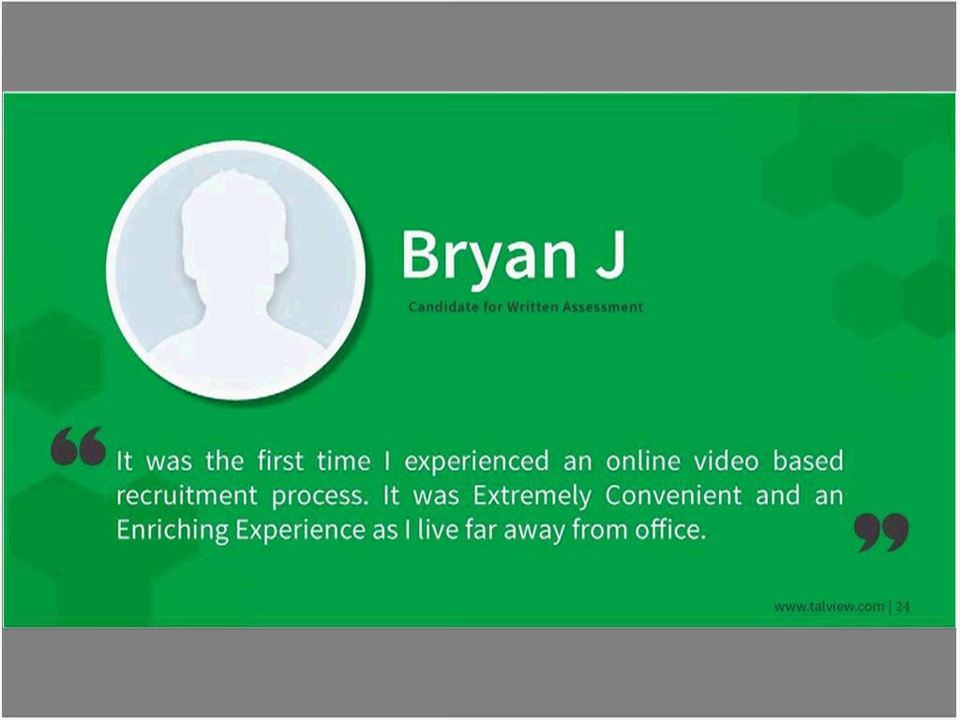 Bryan J
Candidate for Written Assessment
“ It was the first time I experienced an online video based
recruitment process. It was Extremely Convenient and an
Enriching Experience as I live far away from office. ”
www.talview.com | 24